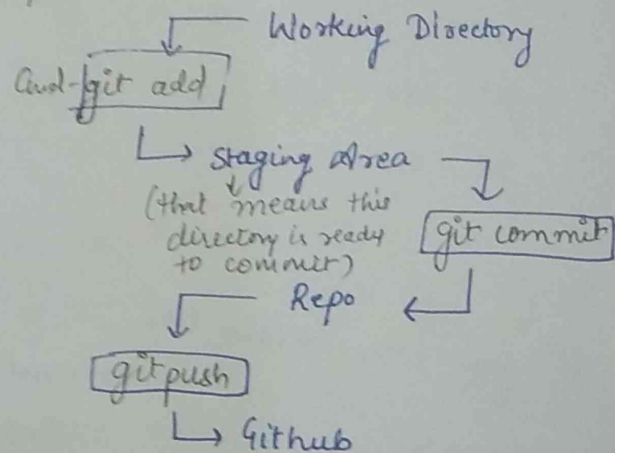 Working Directory
Cmd- git add
Staging Area
(that means this
directory is ready
to commit)
git commit
Repo
git push
Github